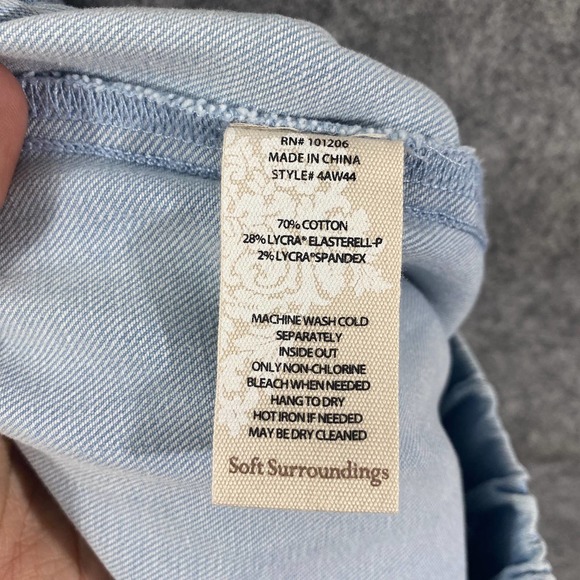 RN# 101206
MADE IN CHINA
STYLE# 4AW44
70% COTTON
28% LYCRA® ELASTERELL-P
2% LYCRA®SPANDEX
MACHINE WASH COLD
SEPARATELY
INSIDE OUT
ONLY NON-CHLORINE
BLEACH WHEN NEEDED
HANG TO DRY
HOT IRON IF NEEDED
MAY BE DRY CLEANED
Soft Surroundings